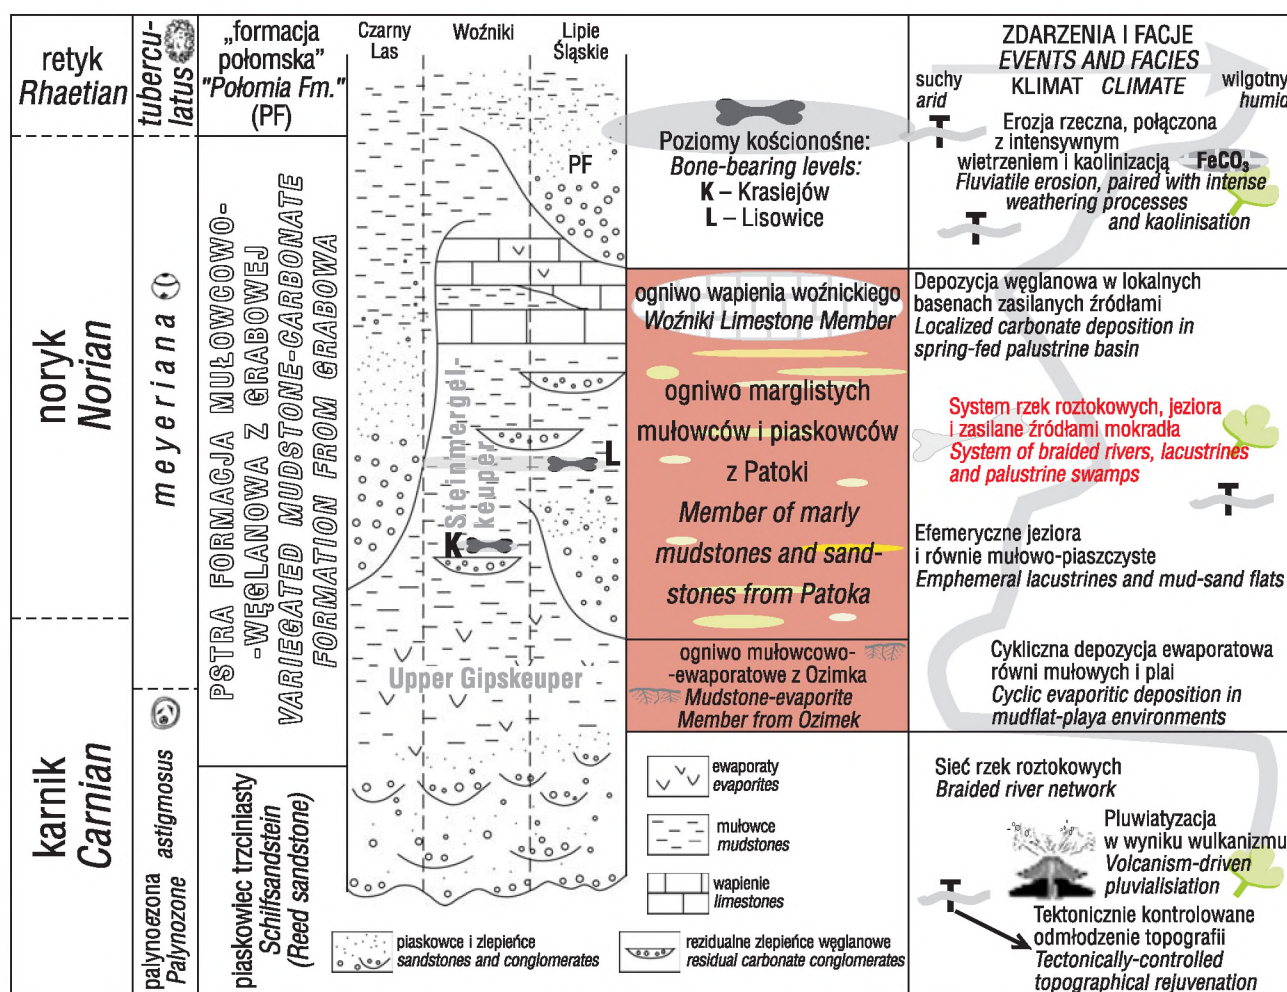 retyk
Rhaetian
tubercu-
latus
„formacja
połomska”
"Połomia Fm."
(PF)
Czarny
Las
Woźniki
Lipie
Śląskie
PF
Poziomy kościonośne:
Bone-bearing levels:
K – Krasiejów
L – Lisowice
ZDARZENIA I FACJE
EVENTS AND FACIES
KLIMAT CLIMATE
suchy
arid
wilgotny
humid
T
Erozja rzeczna, połączona
z intensywnym
wietrzeniem i kaolinizacją
FeCO₃
Fluviatile erosion, paired with intense
weathering processes
and kaolinisation
T
noryk
Norian
meyeriana
PSTRA FORMACJA MUŁOWCOWO-
-WĘGLANOWA Z GRABOWEJ
VARIEGATED MUDSTONE-CARBONATE
FORMATION FROM GRABOWA
Steinmergel-
keuper
L
K
Upper Gipskeuper
ogniwo wapienia woźnickiego
Woźniki Limestone Member
ogniwo marglistych
mułowców i piaskowców
z Patoki
Member of marly
mudstones and sand-
stones from Patoka
ogniwo mułowcowo-
-ewaporatowe z Ozimka
Mudstone-evaporite
Member from Ozimek
Depozycja węglanowa w lokalnych
basenach zasilanych źródłami
Localized carbonate deposition in
spring-fed palustrine basin
System rzek roztokowych, jeziora
i zasilane źródłami mokradła
System of braided rivers, lacustrines
and palustrine swamps
T
Efemeryczne jeziora
i równie mułowo-piaszczyste
Emphemeral lacustrines and mud-sand flats
Cykliczna depozycja ewaporatowa
równi mułowych i plai
Cyclic evaporitic deposition in
mudflat-playa environments
karnik
Carnian
palynoezona
Palynozone
astigmosus
piaskowiec trzciniasty
Schilfsandstein
(Reed sandstone)
ewaporaty
evaporites
mułowce
mudstones
wapienie
limestones
piaskowce i zlepieńce
sandstones and conglomerates
rezidualne zlepieńce węglanowe
residual carbonate conglomerates
Sieć rzek roztokowych
Braided river network
Pluwiatyzacja
w wyniku wulkanizmu
Volcanism-driven
pluvialisiation
T
Tektonicznie kontrolowane
odmłodzenie topografii
Tectonically-controlled
topographical rejuvenation